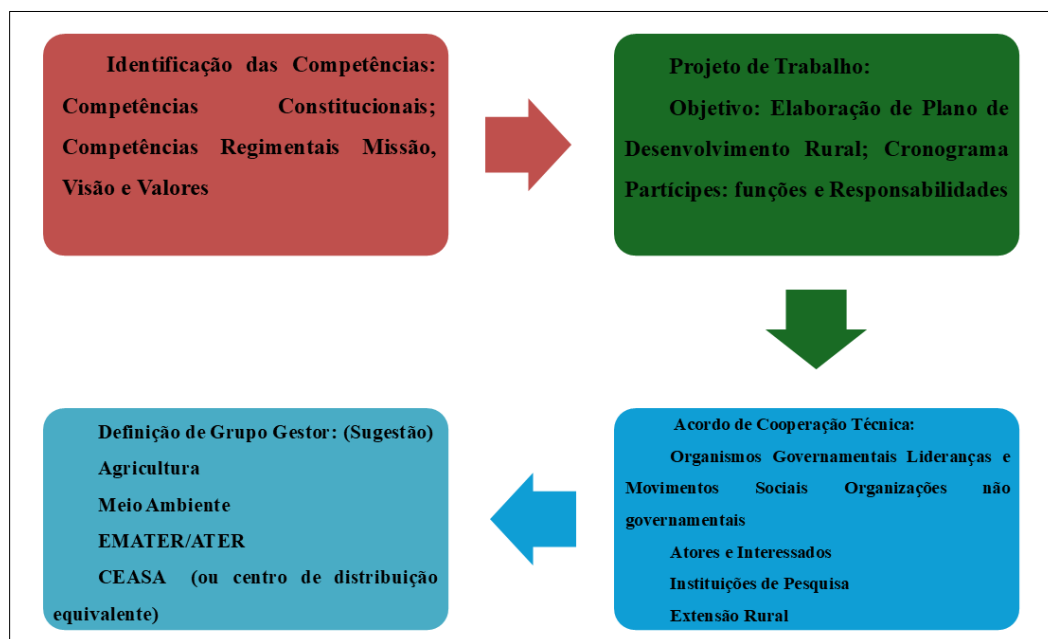 Identificação das Competências:
Competências Constitucionais;
Competências Regimentais Missão,
Visão e Valores
Projeto de Trabalho:
Objetivo: Elaboração de Plano de
Desenvolvimento Rural; Cronograma
Partícipes: funções e Responsabilidades
Acordo de Cooperação Técnica:
Organismos Governamentais Lideranças e
Movimentos Sociais Organizações não
governamentais
Atores e Interessados
Instituições de Pesquisa
Extensão Rural
Definição de Grupo Gestor: (Sugestão)
Agricultura
Meio Ambiente
EMATER/ATER
CEASA (ou centro de distribuição
equivalente)